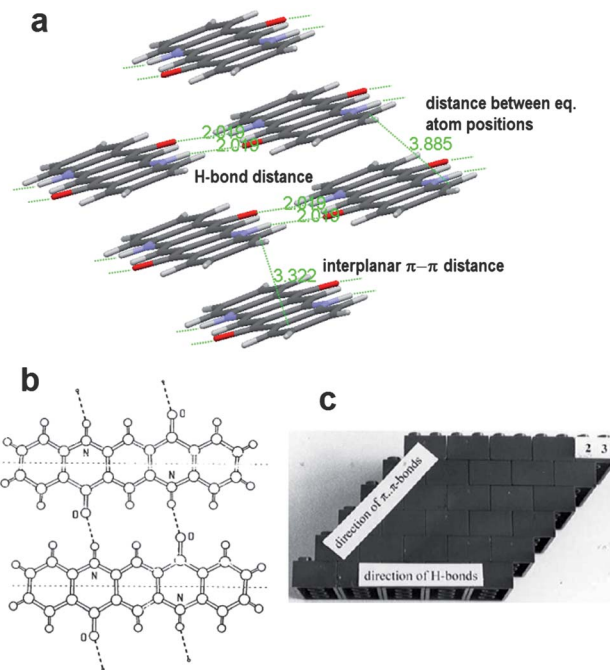 a
distance between eq.
atom positions
2.010
2.010
3.885
H-bond distance
2.010
2.010
interplanar π–π distance
3.322
b
O
N
N
O
O
N
O
N
c
2 3
direction of π..π-bonds
direction of H-bonds